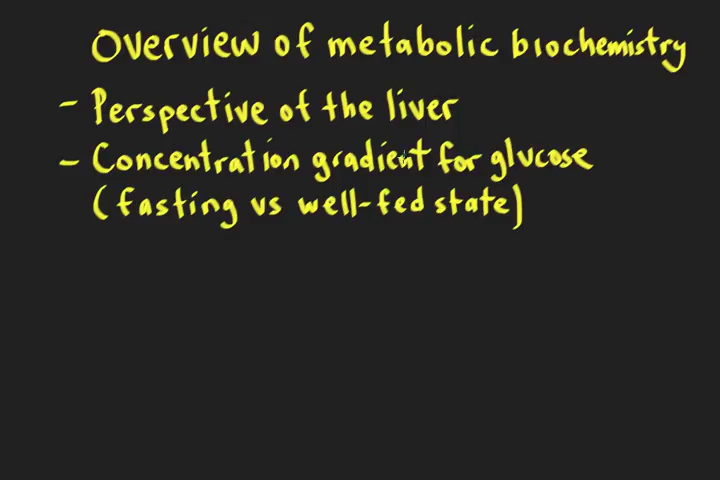 Overview of metabolic biochemistry
- Perspective of the liver
- Concentration gradient for glucose
(fasting vs well-fed state)